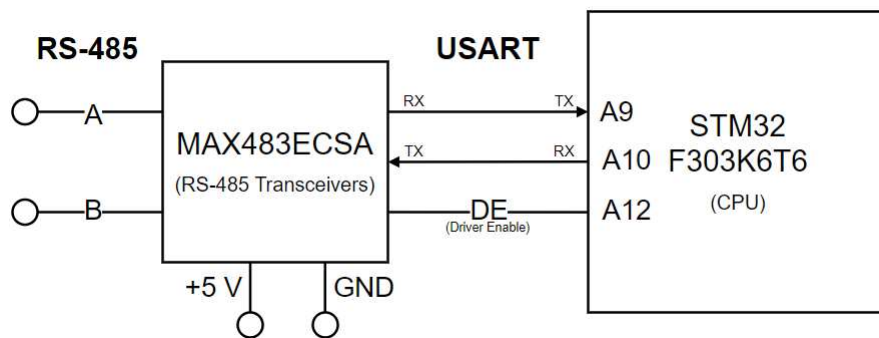 RS-485
USART
A
B
MAX483ECSA
(RS-485 Transceivers)
+5 V
GND
RX
TX
TX
RX
DE
(Driver Enable)
A9
A10
A12
STM32
F303K6T6
(CPU)